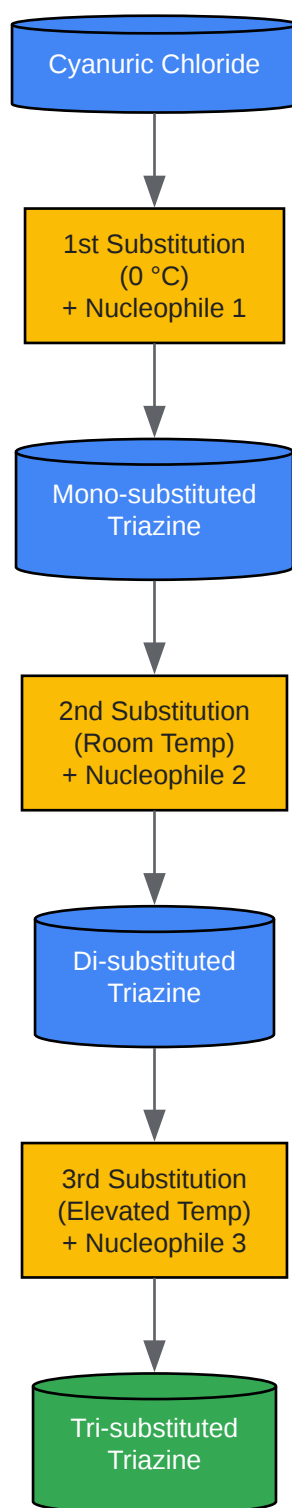 Cyanuric Chloride
1st Substitution
(0 °C)
+ Nucleophile 1
Mono-substituted
Triazine
2nd Substitution
(Room Temp)
+ Nucleophile 2
Di-substituted
Triazine
3rd Substitution
(Elevated Temp)
+ Nucleophile 3
Tri-substituted
Triazine